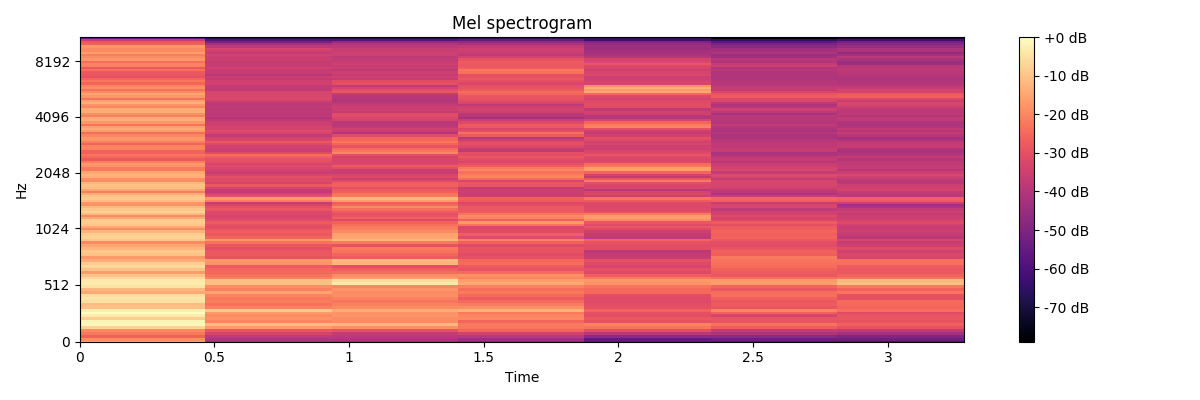 Mel spectrogram
Hz
8192
4096
2048
1024
512
0
0
0.5
1
1.5
2
2.5
3
Time
+0 dB
-10 dB
-20 dB
-30 dB
-40 dB
-50 dB
-60 dB
-70 dB